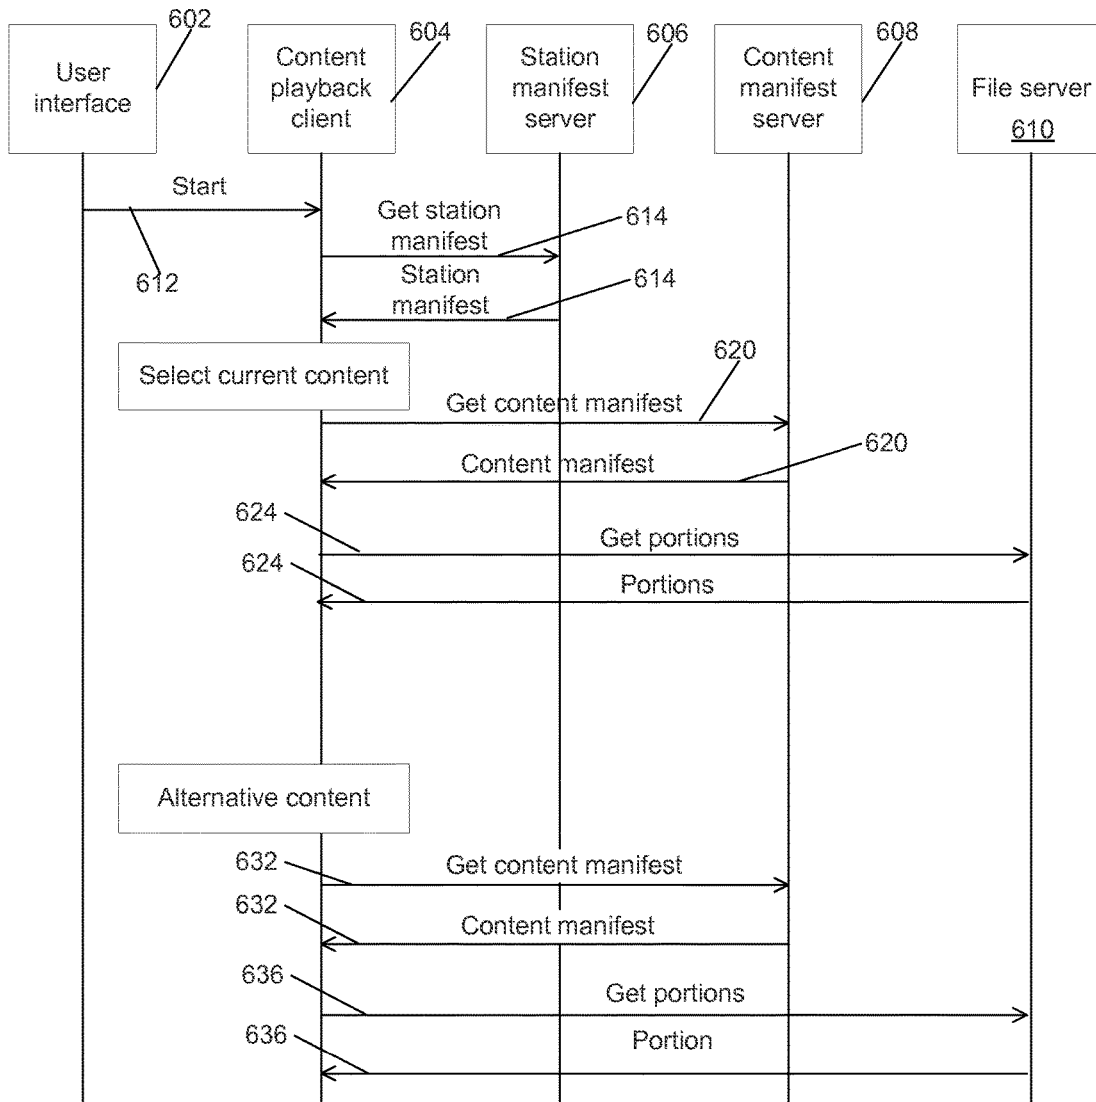 602
604
606
608
User
interface
Content
playback
client
Station
manifest
server
Content
manifest
server
File server
610
Start
612
Get station
manifest
614
Station
manifest
614
Select current content
620
Get content manifest
Content manifest
620
624
Get portions
624
Portions
Alternative content
632
Get content manifest
632
Content manifest
636
Get portions
636
Portion